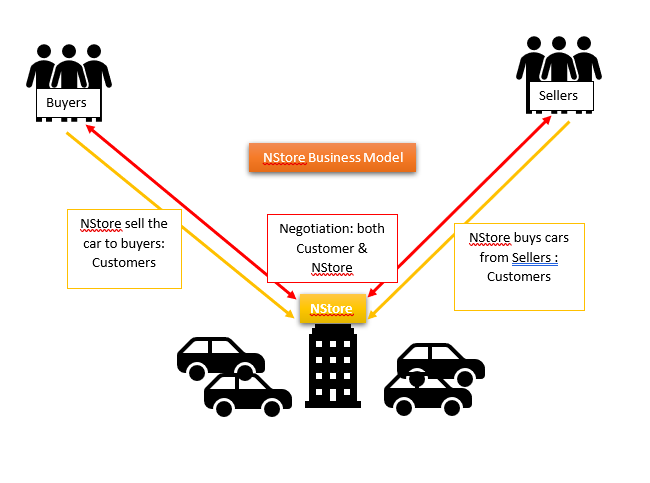 Buyers
Sellers
NStore Business Model
NStore sell the
car to buyers:
Customers
Negotiation: both
Customer &
NStore
NStore buys cars
from Sellers :
Customers
NStore